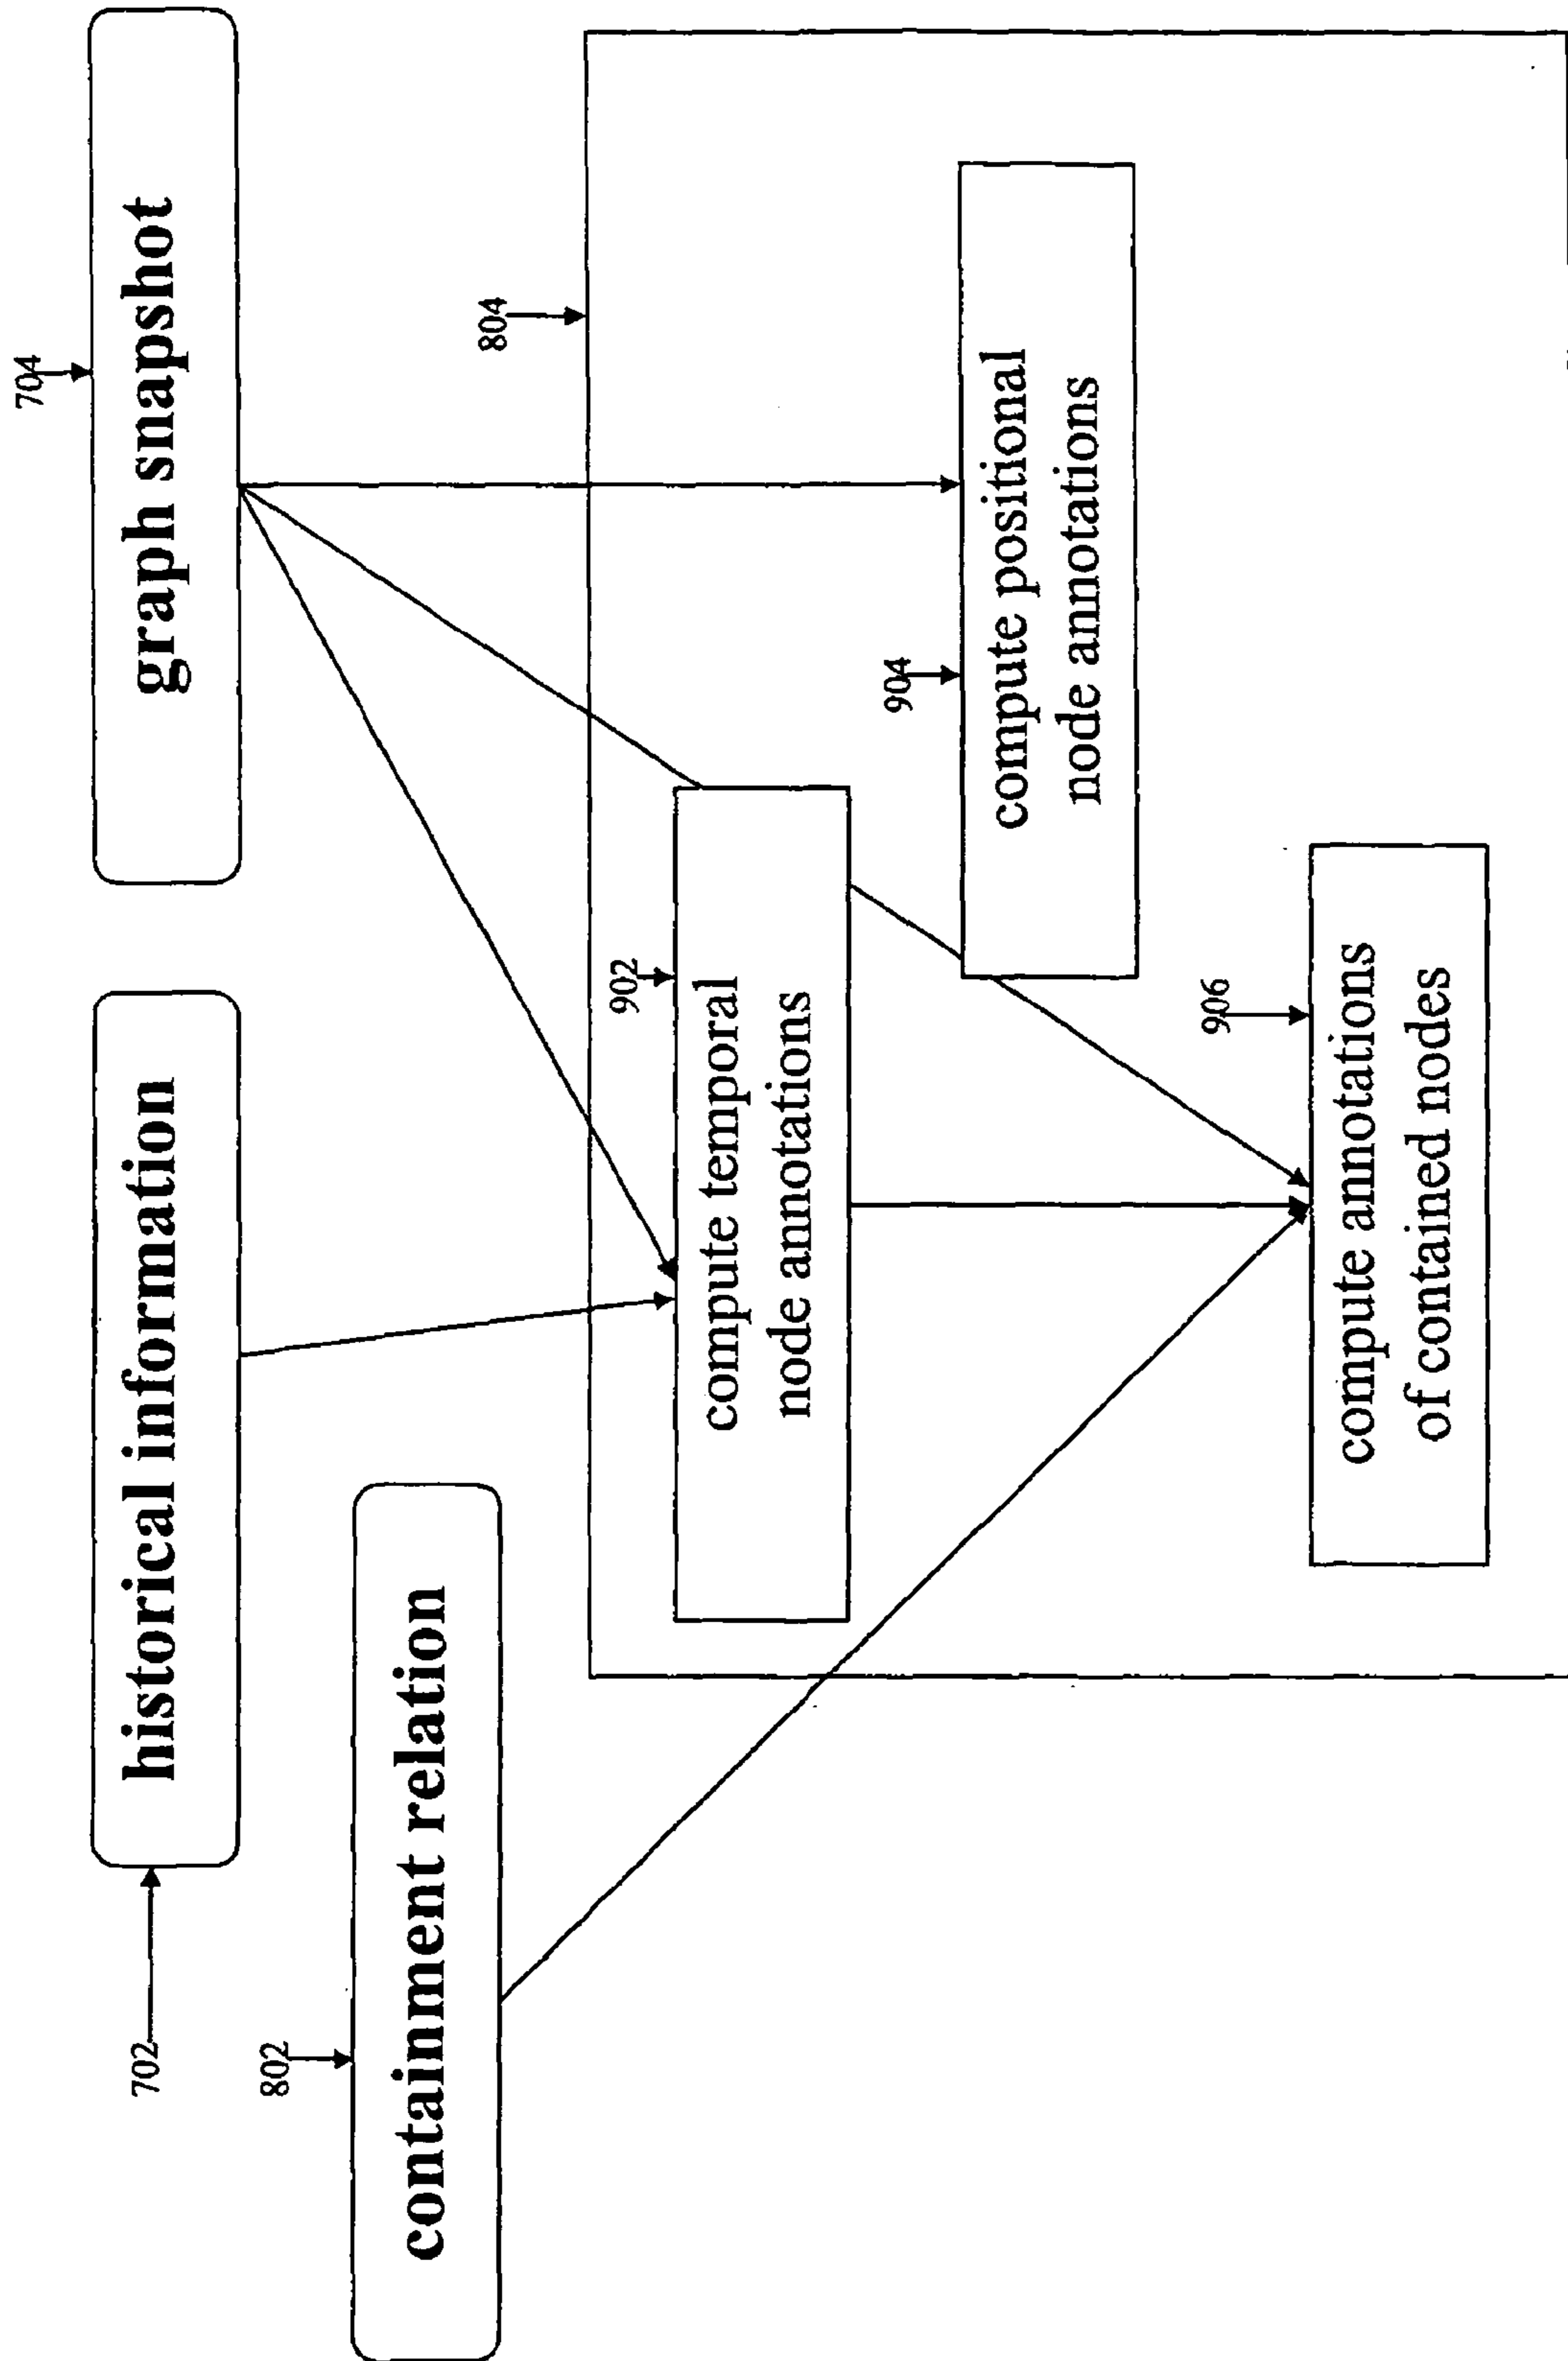 704
graph snapshot
702
historical information
802
containment relation
804
902
compute temporal
node annotations
904
compute positional
node annotations
906
compute annotations
of contained nodes